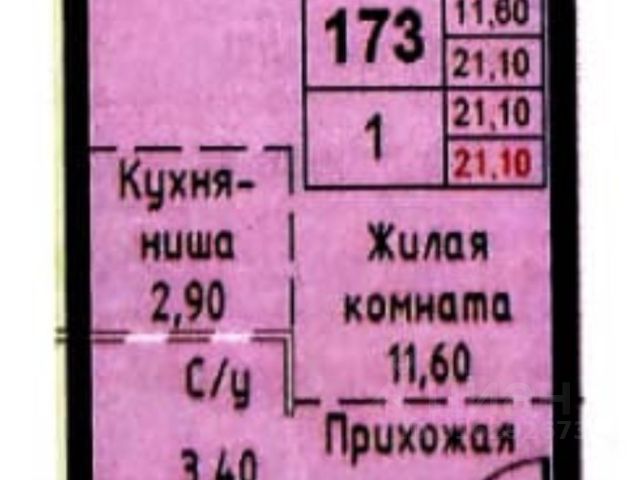 173
11,60
21,10
1
21,10
21,10
Кухня-
ниша
2,90
Жилая
комната
11,60
С/у
3,40
Прихожая